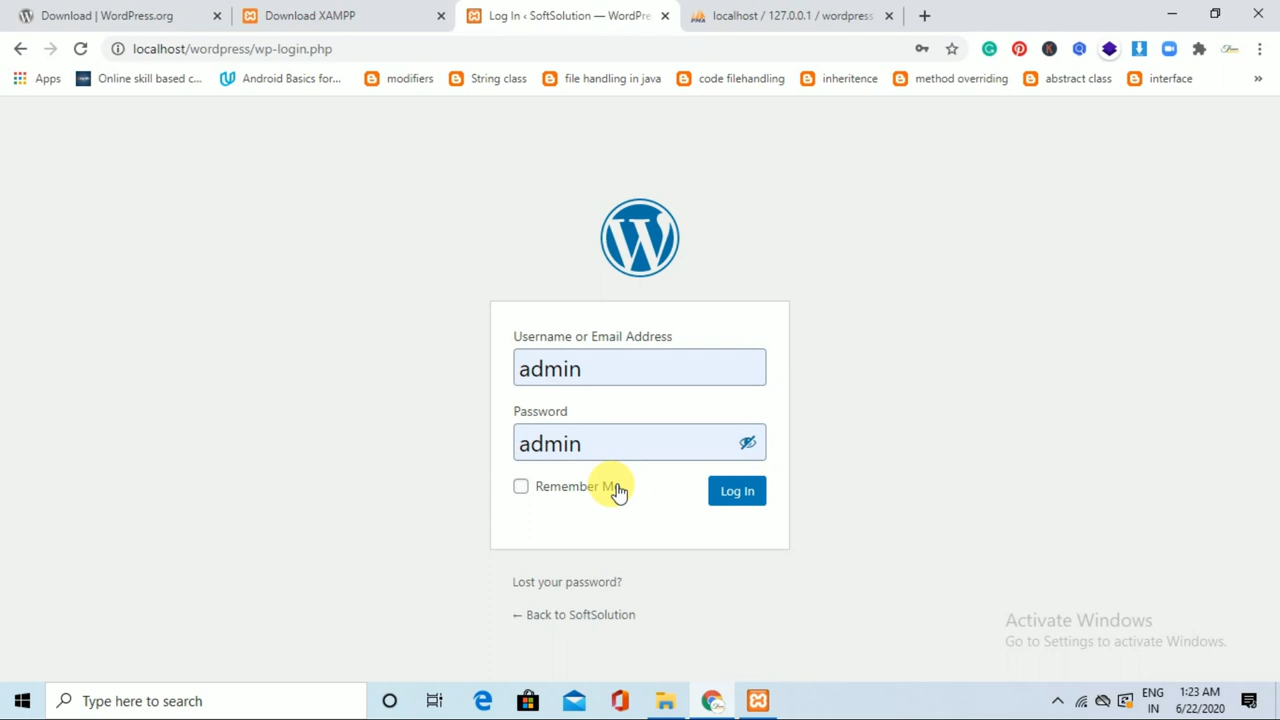 Download | WordPress.org
Download XAMPP
Log In ‹ SoftSolution — WordPre
localhost / 127.0.0.1 / wordpress
localhost/wordpress/wp-login.php
Apps
Online skill based c...
Android Basics for...
modifiers
String class
file handling in java
code filehandling
inheritence
method overriding
abstract class
interface
»
Username or Email Address
admin
Password
admin
Remember M
Log In
Lost your password?
← Back to SoftSolution
Activate Windows
Go to Settings to activate Windows.
Type here to search
ENG
IN
1:23 AM
6/22/2020